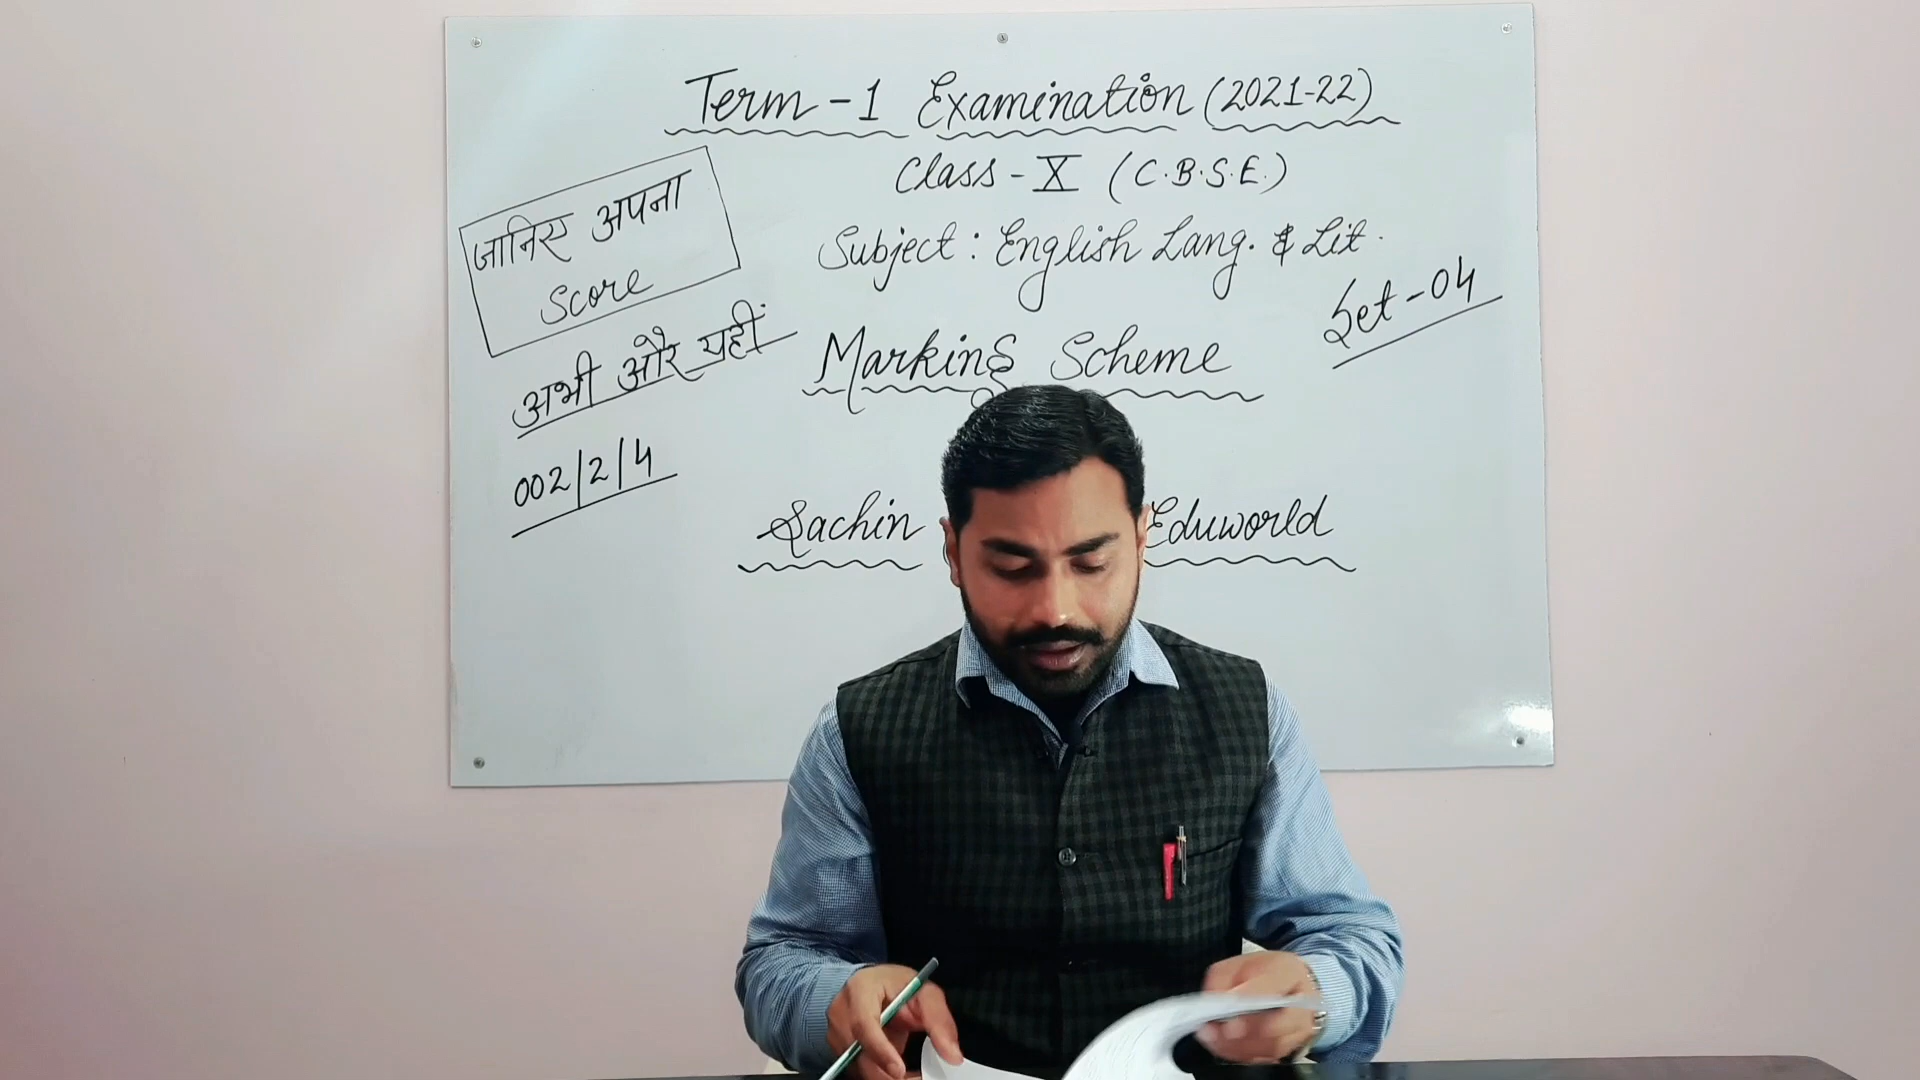 Term-1 Examination (2021-22)
Class-X (C.B.S.E.)
Subject: English Lang. & Lit.
Set-04
जानिए अपना
Score
अभी और यहीं
002/2/4
Marking Scheme
Sachin
Eduworld